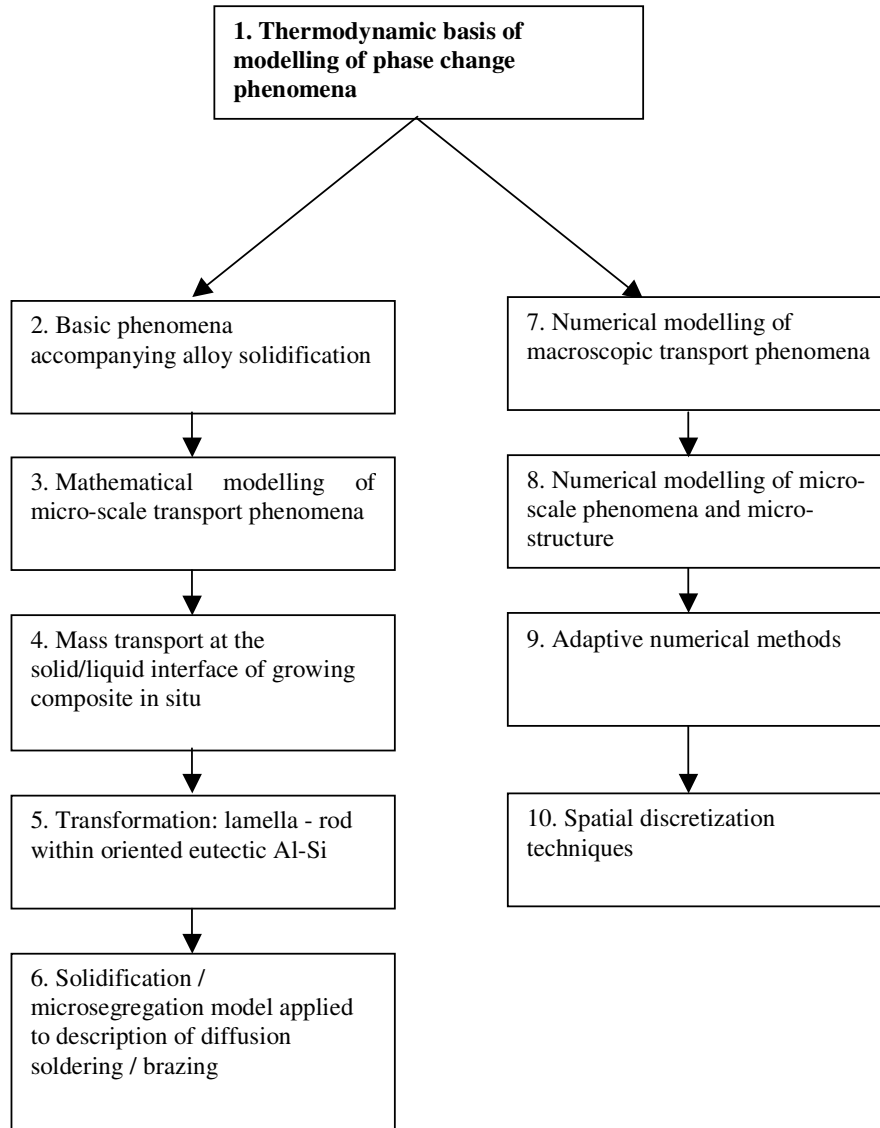 1. Thermodynamic basis of
modelling of phase change
phenomena
2. Basic phenomena
accompanying alloy solidification
3. Mathematical modelling of
micro-scale transport phenomena
4. Mass transport at the
solid/liquid interface of growing
composite in situ
5. Transformation: lamella - rod
within oriented eutectic Al-Si
6. Solidification /
microsegregation model applied
to description of diffusion
soldering / brazing
7. Numerical modelling of
macroscopic transport phenomena
8. Numerical modelling of micro-
scale phenomena and micro-
structure
9. Adaptive numerical methods
10. Spatial discretization
techniques